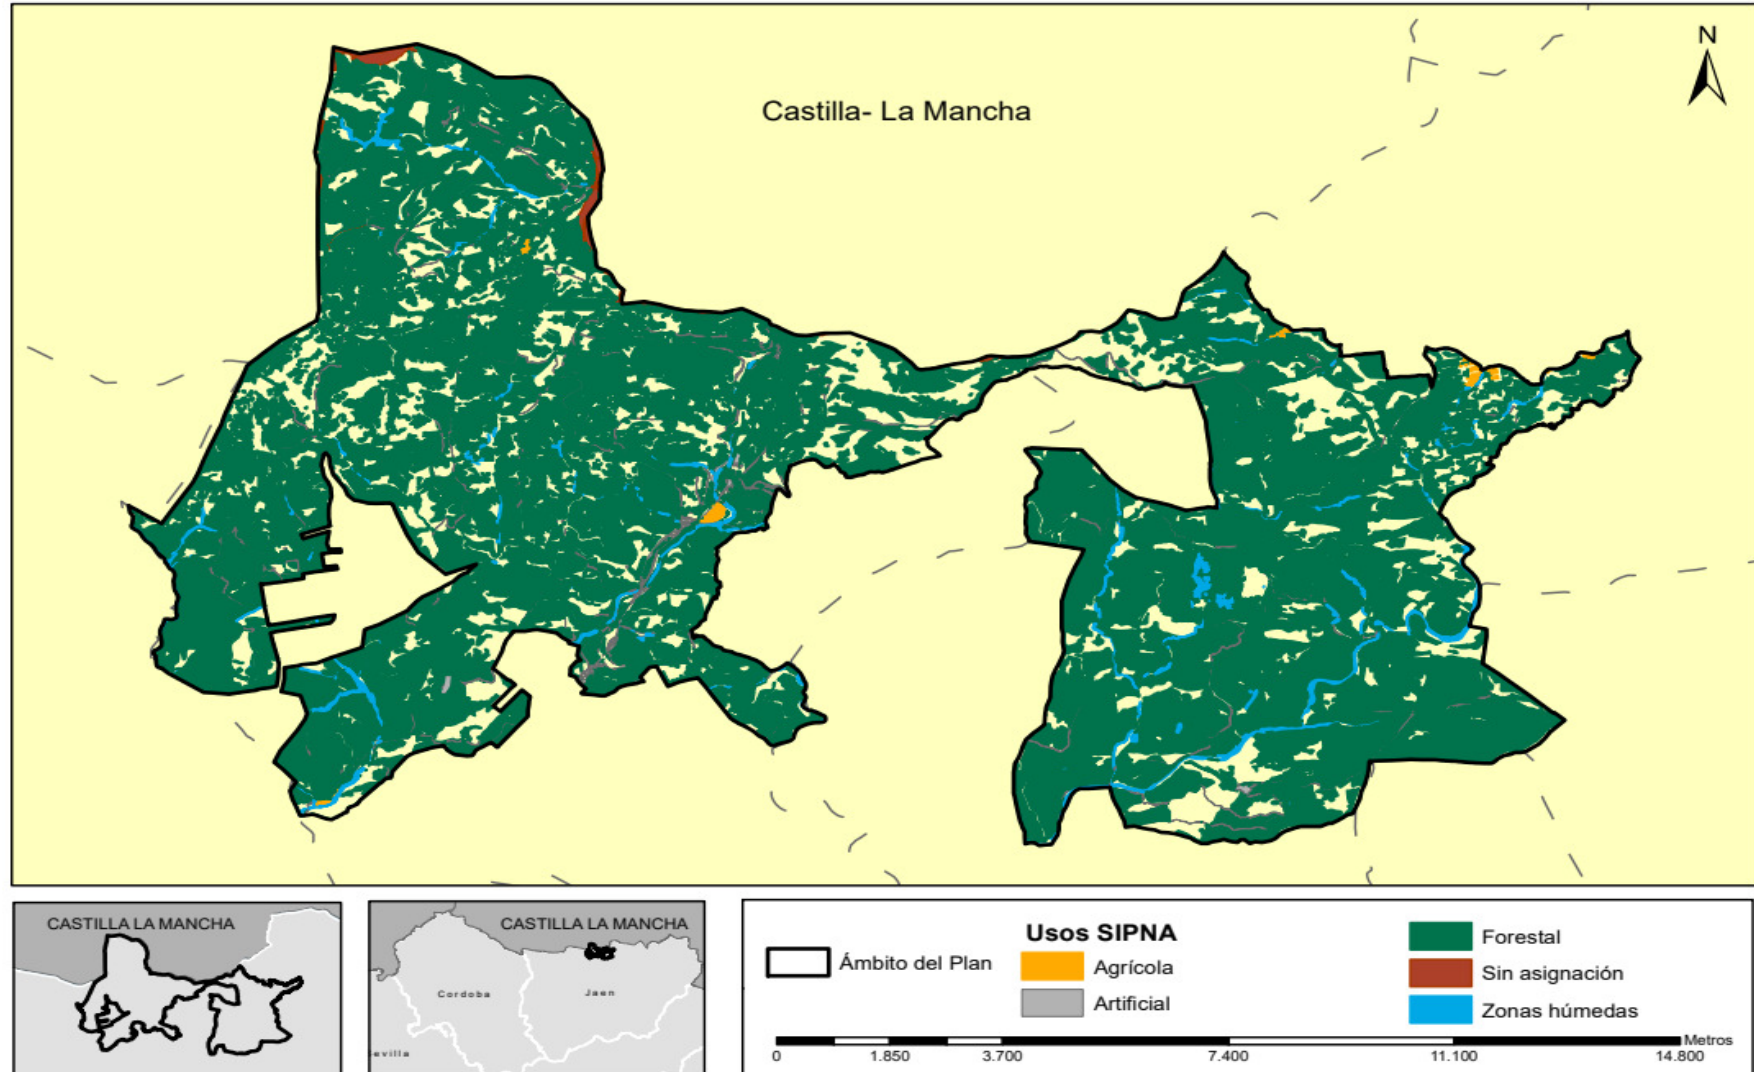 N
Castilla- La Mancha
CASTILLA LA MANCHA
CASTILLA LA MANCHA
Cordoba
Jaen
evilla
Ámbito del Plan
Usos SIPNA
Agrícola
Artificial
Forestal
Sin asignación
Zonas húmedas
Metros
0 1.850 3.700 7.400 11.100 14.800